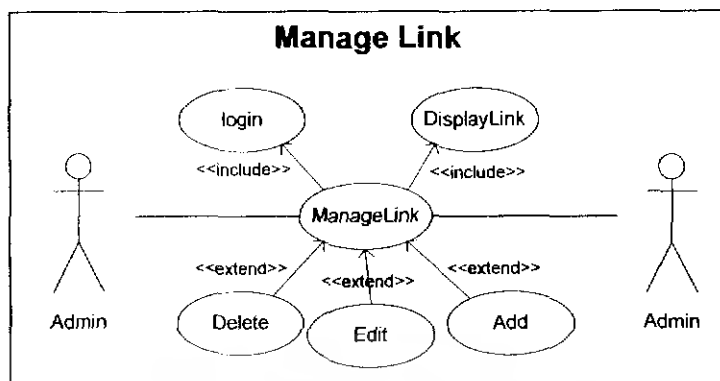 Manage Link
login
DisplayLink
<<include>>
<<include>>
ManageLink
<<extend>>
<<extend>>
<<extend>>
Admin
Delete
Edit
Add
Admin